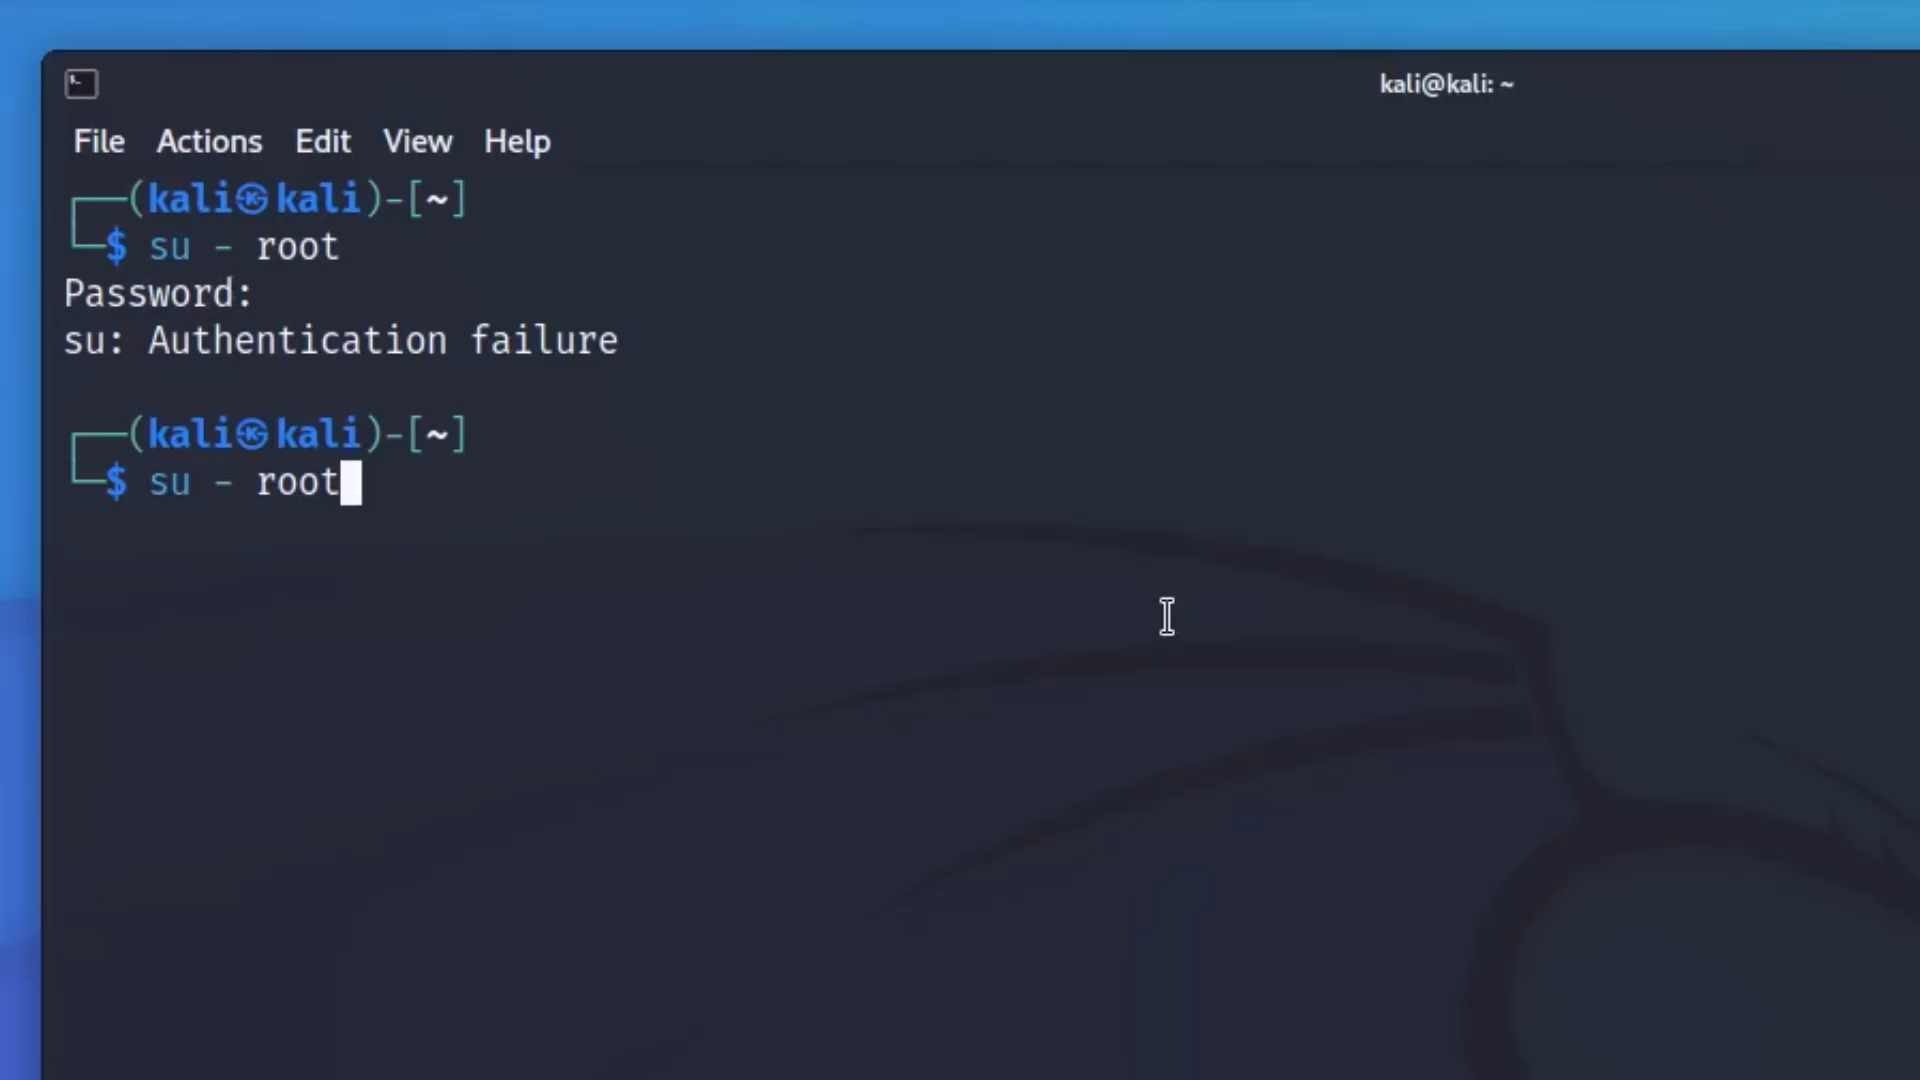 kali@kali: ~
File Actions Edit View Help
┌──(kali㉿kali)-[~]
└─$ su - root
Password:
su: Authentication failure
┌──(kali㉿kali)-[~]
└─$ su - root